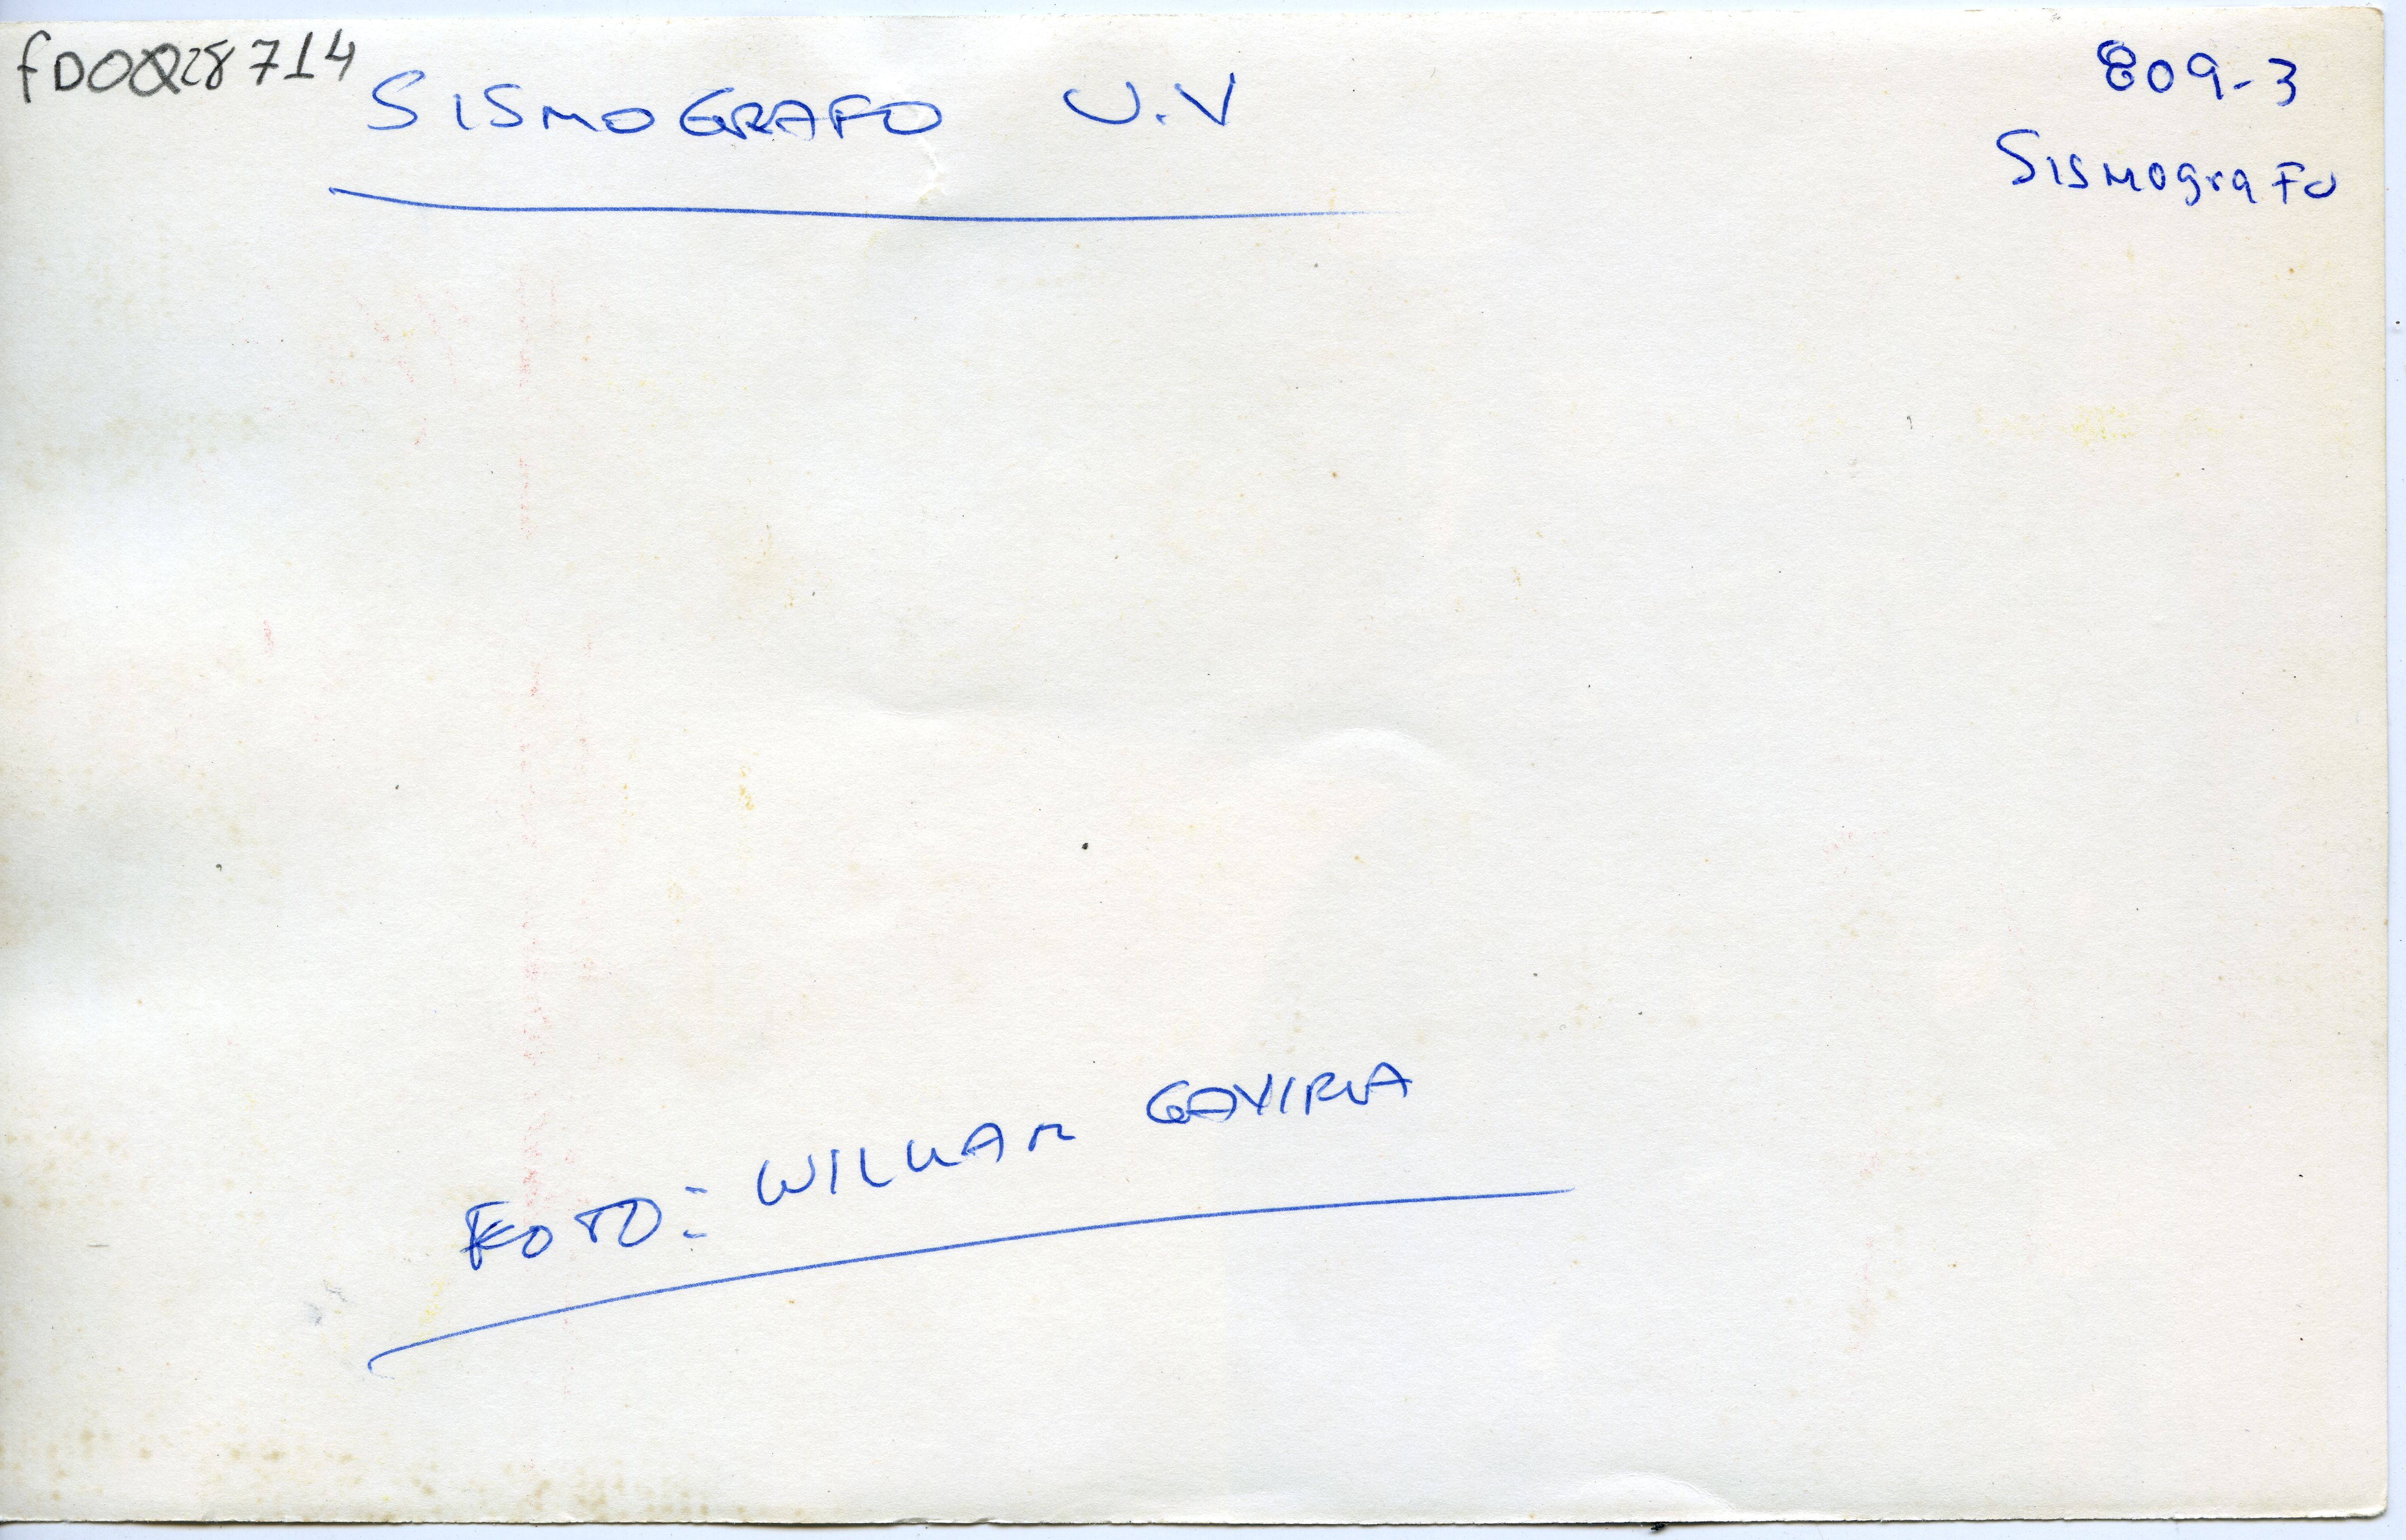 fD0028714
SISMOGRAFO U.V
809-3
Sismografo
FOTO: WILLIAM GAVIRIA